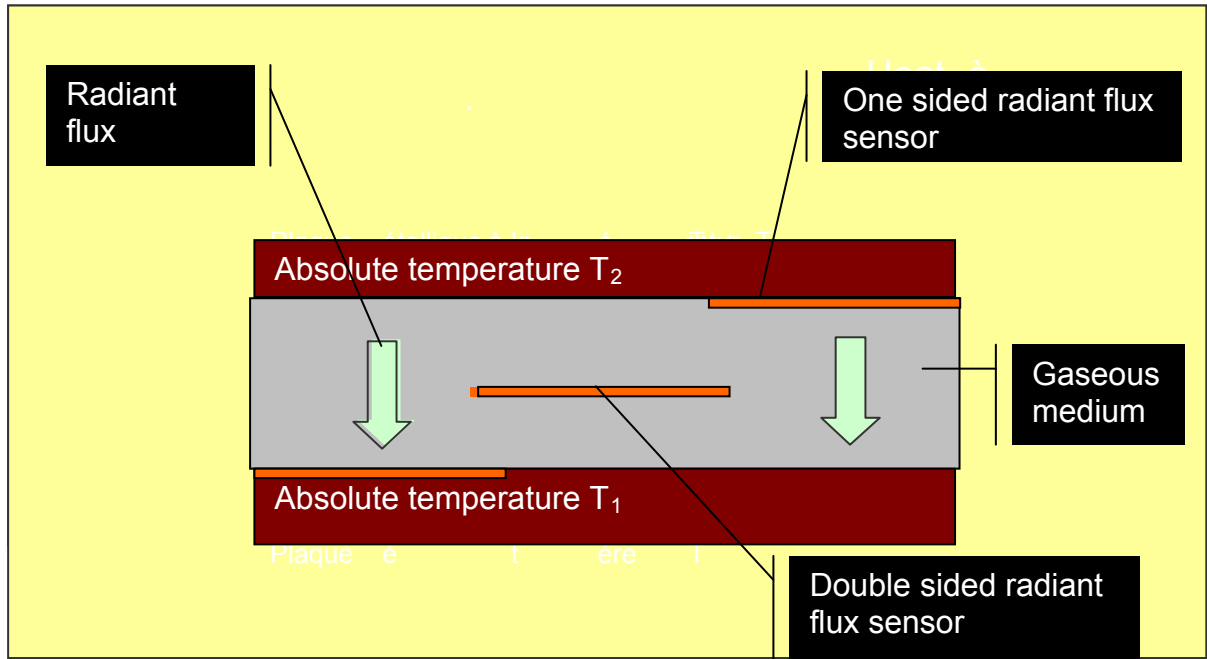 Radiant
flux
One sided radiant flux
sensor
Absolute temperature T₂
Gaseous
medium
Absolute temperature T₁
Plaque
Double sided radiant
flux sensor